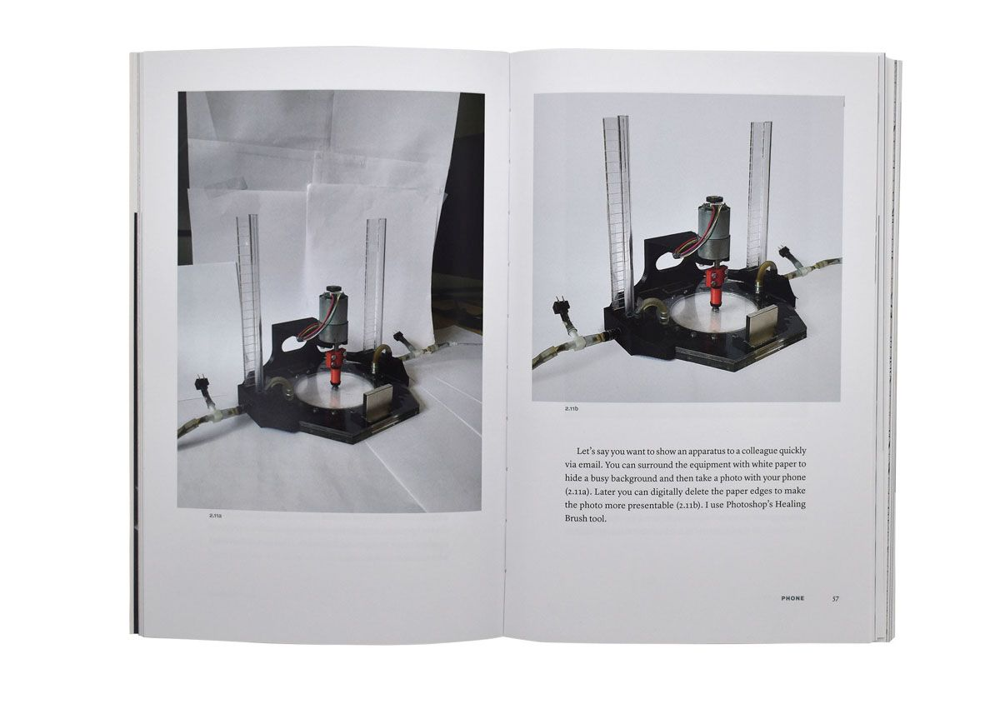 2.11a
2.11b
Let’s say you want to show an apparatus to a colleague quickly
via email. You can surround the equipment with white paper to
hide a busy background and then take a photo with your phone
(2.11a). Later you can digitally delete the paper edges to make
the photo more presentable (2.11b). I use Photoshop’s Healing
Brush tool.
PHONE 57